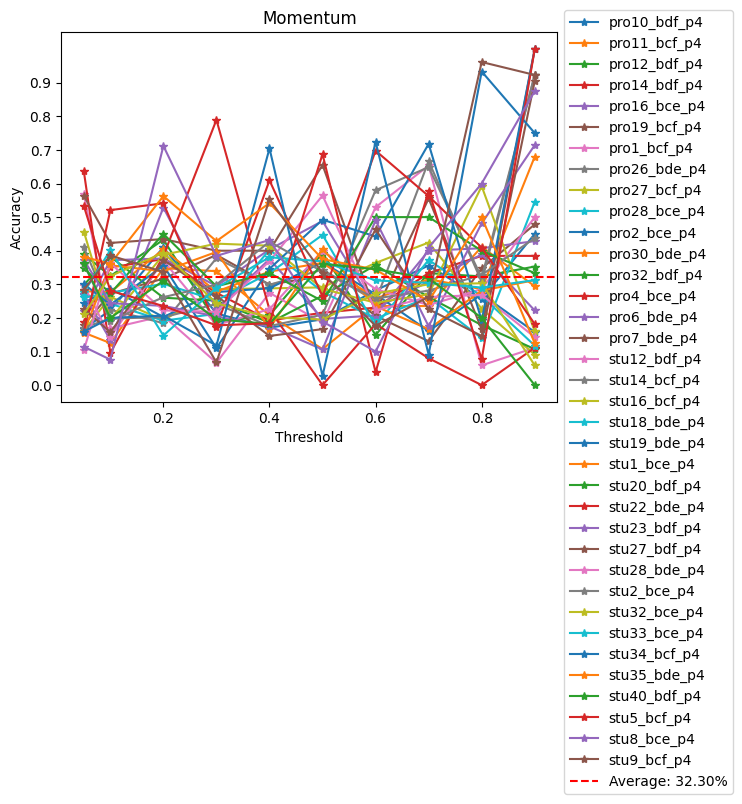 Momentum
Accuracy
0.9
0.8
0.7
0.6
0.5
0.4
0.3
0.2
0.1
0.0
0.2 0.4 0.6 0.8
Threshold
pro10_bdf_p4
pro11_bcf_p4
pro12_bdf_p4
pro14_bdf_p4
pro16_bce_p4
pro19_bcf_p4
pro1_bcf_p4
pro26_bde_p4
pro27_bcf_p4
pro28_bce_p4
pro2_bce_p4
pro30_bde_p4
pro32_bdf_p4
pro4_bce_p4
pro6_bde_p4
pro7_bde_p4
stu12_bdf_p4
stu14_bcf_p4
stu16_bcf_p4
stu18_bde_p4
stu19_bde_p4
stu1_bce_p4
stu20_bdf_p4
stu22_bde_p4
stu23_bdf_p4
stu27_bdf_p4
stu28_bde_p4
stu2_bce_p4
stu32_bce_p4
stu33_bce_p4
stu34_bcf_p4
stu35_bde_p4
stu40_bdf_p4
stu5_bcf_p4
stu8_bce_p4
stu9_bcf_p4
Average: 32.30%